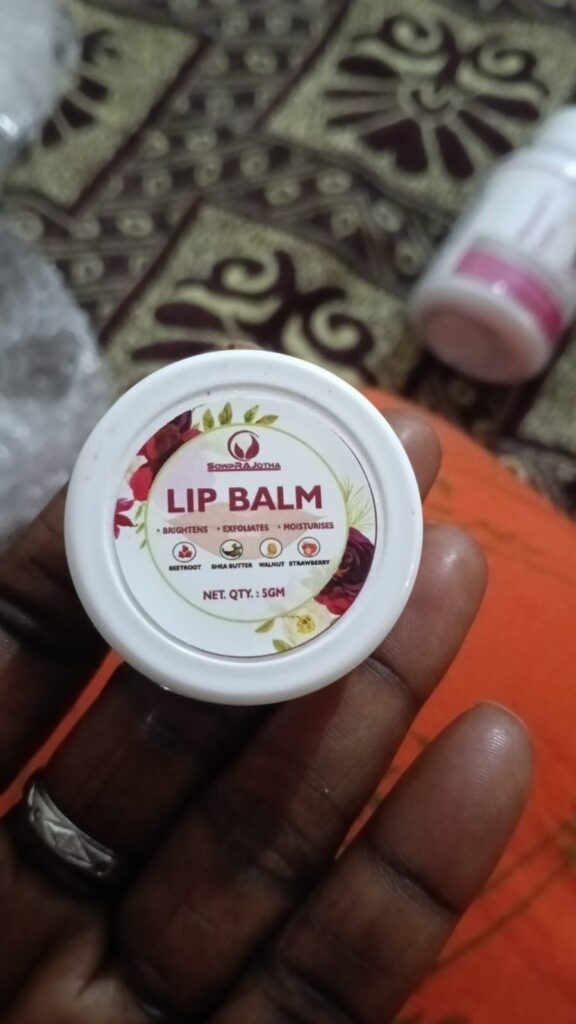 SOWPRAJOTHA
LIP BALM
• BRIGHTENS • EXFOLIATES • MOISTURISES
BEETROOT SHEA BUTTER WALNUT STRAWBERRY
NET. QTY. : 5GM